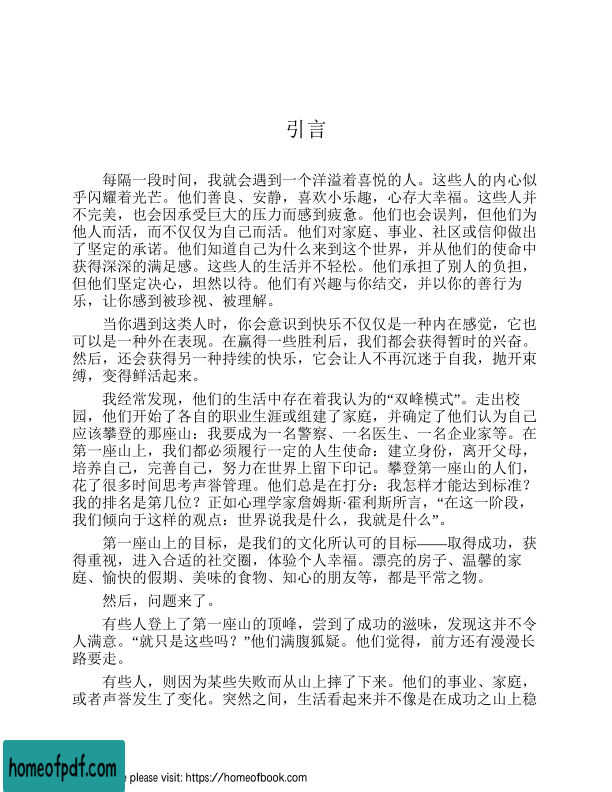 引言
每隔一段时间，我就会遇到一个洋溢着喜悦的人。这些人的内心似
乎闪耀着光芒。他们善良、安静，喜欢小乐趣，心存大幸福。这些人并
不完美，也会因承受巨大的压力而感到疲惫。他们也会误判，但他们为
他人而活，而不仅仅为自己而活。他们对家庭、事业、社区或信仰做出
了坚定的承诺。他们知道自己为什么来到这个世界，并从他们的使命中
获得深深的满足感。这些人的生活并不轻松。他们承担了别人的负担，
但他们坚定决心，坦然以待。他们有兴趣与你结交，并以你的善行为
乐，让你感到被珍视、被理解。
当你遇到这类人时，你会意识到快乐不仅仅是一种内在感觉，它也
可以是一种外在表现。在赢得一些胜利后，我们都会获得暂时的兴奋。
然后，还会获得另一种持续的快乐，它会让人不再沉迷于自我，抛开束
缚，变得鲜活起来。
我经常发现，他们的生活中存在着我认为的“双峰模式”。走出校
园，他们开始了各自的职业生涯或组建了家庭，并确定了他们认为自己
应该攀登的那座山：我要成为一名警察、一名医生、一名企业家等。在
第一座山上，我们都必须履行一定的人生使命：建立身份，离开父母，
培养自己，完善自己，努力在世界上留下印记。攀登第一座山的人们，
花了很多时间思考声誉管理。他们总是在打分：我怎样才能达到标准？
我的排名是第几位？正如心理学家詹姆斯·霍利斯所言，“在这一阶段，
我们倾向于这样的观点：世界说我是什么，我就是什么”。
第一座山上的目标，是我们的文化所认可的目标——取得成功，获
得重视，进入合适的社交圈，体验个人幸福。漂亮的房子、温馨的家
庭、愉快的假期、美味的食物、知心的朋友等，都是平常之物。
然后，问题来了。
有些人登上了第一座山的顶峰，尝到了成功的滋味，发现这并不令
人满意。“就只是这些吗？”他们满腹狐疑。他们觉得，前方还有漫漫长
路要走。
有些人，则因为某些失败而从山上摔了下来。他们的事业、家庭，
或者声誉发生了变化。突然之间，生活看起来并不像是在成功之山上稳
homeofpdf.com
please visit: https://homeofbook.com